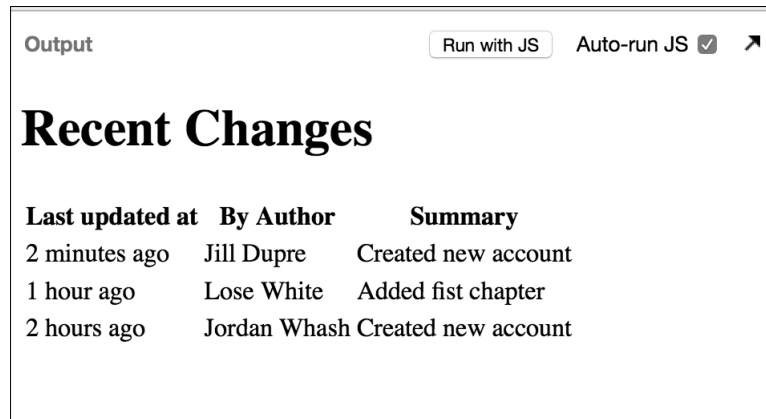 Output Run with JS Auto-run JS
Recent Changes
Last updated at By Author Summary
2 minutes ago Jill Dupre Created new account
1 hour ago Lose White Added fist chapter
2 hours ago Jordan Whash Created new account